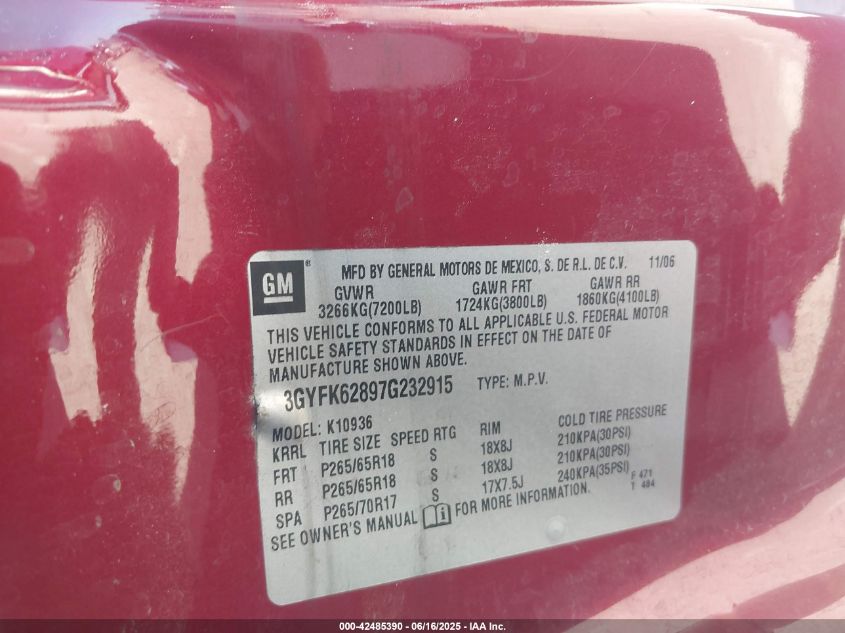 GM ® MFD BY GENERAL MOTORS DE MEXICO, S. DE R.L. DE C.V. 11/06
GVWR GAWR FRT GAWR RR
3266KG(7200LB) 1724KG(3800LB) 1860KG(4100LB)
THIS VEHICLE CONFORMS TO ALL APPLICABLE U.S. FEDERAL MOTOR
VEHICLE SAFETY STANDARDS IN EFFECT ON THE DATE OF
MANUFACTURE SHOWN ABOVE.
3GYFK62897G232915 TYPE: M.P.V.
MODEL: K10936
KRRL TIRE SIZE SPEED RTG RIM COLD TIRE PRESSURE
FRT P265/65R18 S 18X8J 210KPA(30PSI)
RR P265/65R18 S 18X8J 210KPA(30PSI)
SPA P265/70R17 S 17X7.5J 240KPA(35PSI)
F 471
T 484
SEE OWNER'S MANUAL FOR MORE INFORMATION.
000-42485390 - 06/16/2025 - IAA Inc.